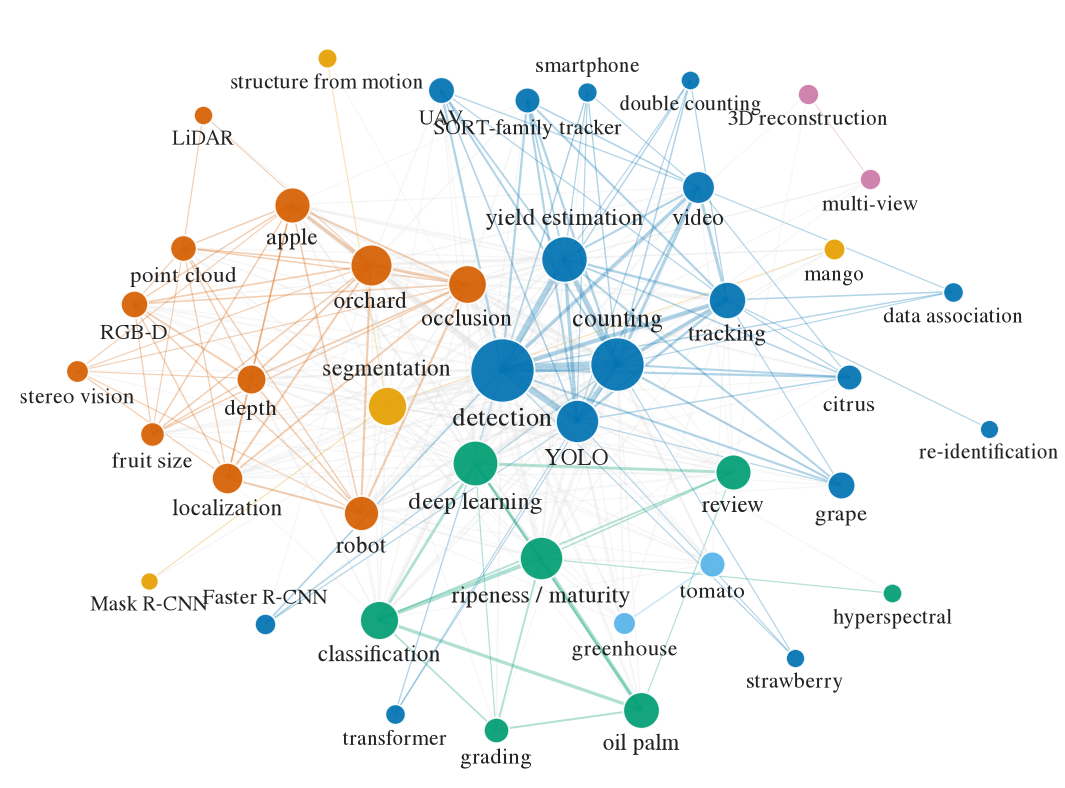 smartphone
structure from motion
double counting
UAV
3D reconstruction
SORT-family tracker
LiDAR
multi-view
yield estimation
video
apple
point cloud
mango
orchard
data association
occlusion
counting
RGB-D
tracking
segmentation
stereo vision
citrus
depth
detection
re-identification
YOLO
fruit size
deep learning
review
localization
grape
robot
tomato
ripeness / maturity
Faster R-CNN
Mask R-CNN
hyperspectral
greenhouse
classification
strawberry
transformer
oil palm
grading